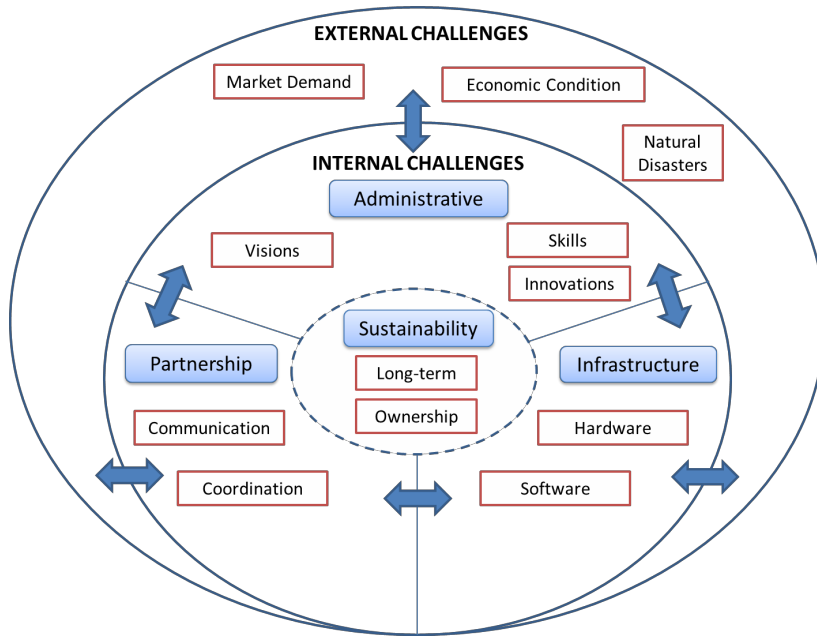 EXTERNAL CHALLENGES
Market Demand
Economic Condition
Natural
Disasters
INTERNAL CHALLENGES
Administrative
Visions
Skills
Innovations
Sustainability
Long-term
Ownership
Partnership
Infrastructure
Communication
Hardware
Coordination
Software